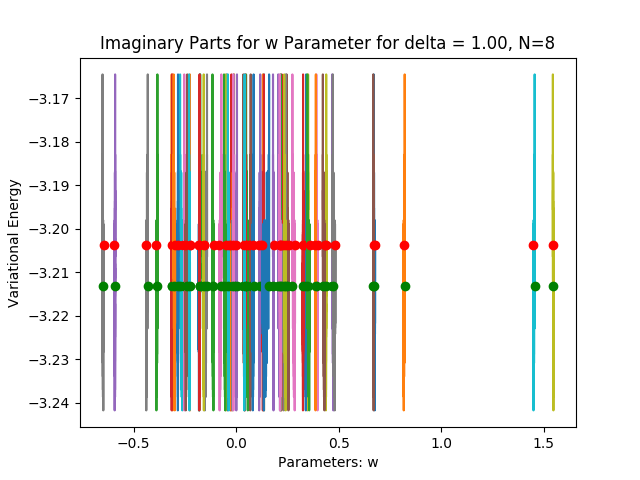 Imaginary Parts for w Parameter for delta = 1.00, N=8
−3.17
−3.18
−3.19
−3.20
−3.21
−3.22
−3.23
−3.24
Variational Energy
−0.5 0.0 0.5 1.0 1.5
Parameters: w